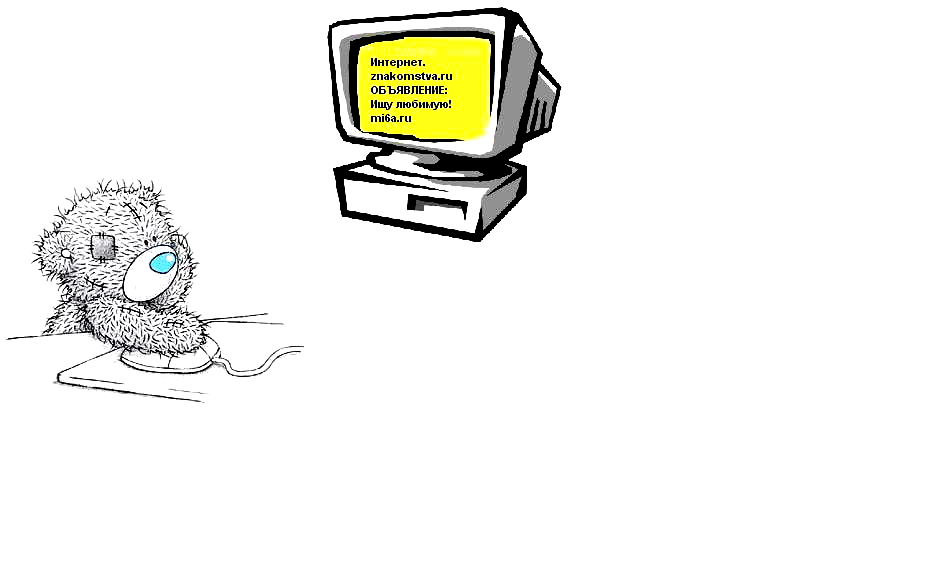 Интернет.
znakomstva.ru
ОБЪЯВЛЕНИЕ:
Ищу любимую!
mi6a.ru